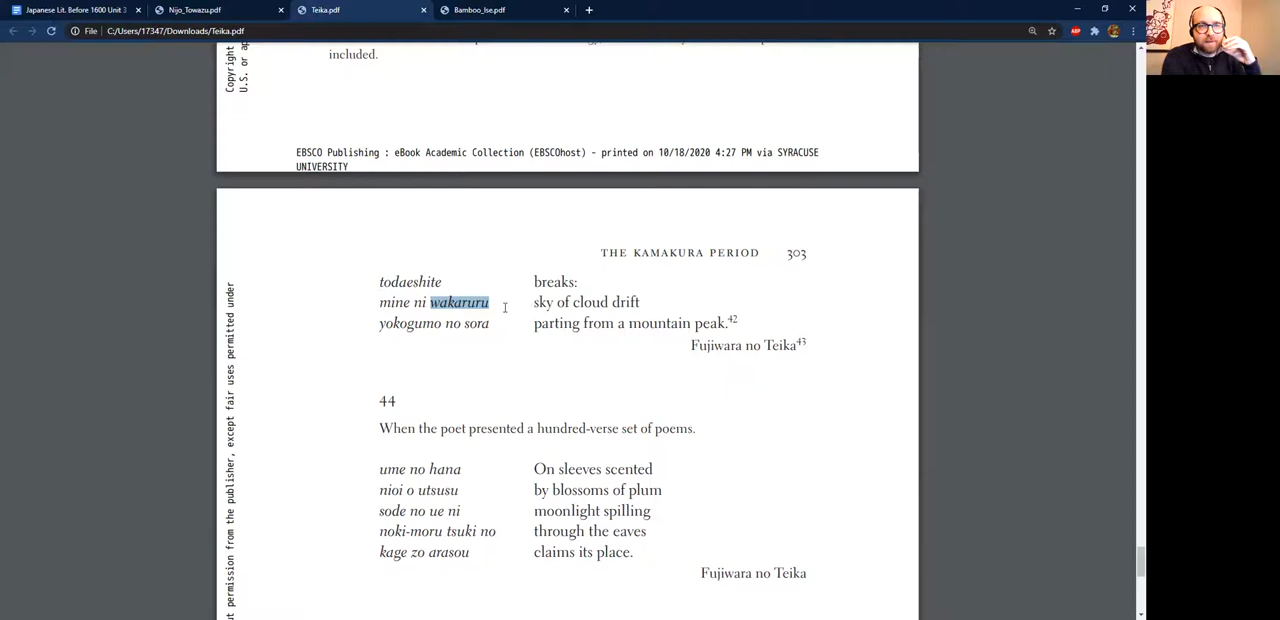 Japanese Lit. Before 1600 Unit 3
Nijo_Towazu.pdf
Teika.pdf
Bamboo_Ise.pdf
File
C:/Users/17347/Downloads/Teika.pdf
ABP
Copyright
U.S. or ap
included.
EBSCO Publishing : eBook Academic Collection (EBSCOhost) - printed on 10/18/2020 4:27 PM via SYRACUSE
UNIVERSITY
THE KAMAKURA PERIOD 303
todaeshite breaks:
mine ni wakaruru sky of cloud drift
yokogumo no sora parting from a mountain peak.42
Fujiwara no Teika43
44
When the poet presented a hundred-verse set of poems.
ume no hana On sleeves scented
nioi o utsusu by blossoms of plum
sode no ue ni moonlight spilling
noki-moru tsuki no through the eaves
kage zo arasou claims its place.
Fujiwara no Teika
ut permission from the publisher, except fair uses permitted under